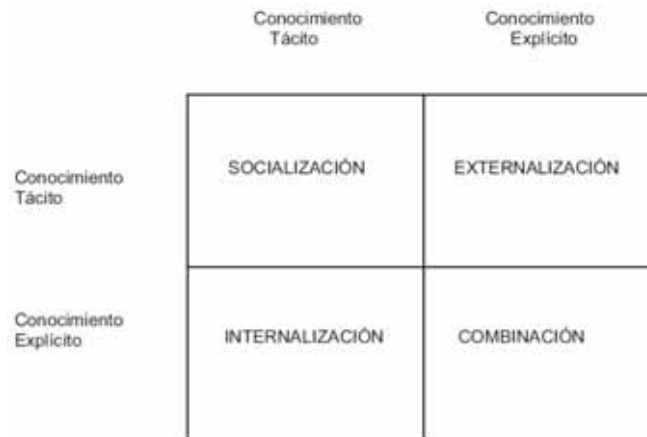 Conocimiento
Tácito
Conocimiento
Explícito
Conocimiento
Tácito
SOCIALIZACIÓN
EXTERNALIZACIÓN
Conocimiento
Explícito
INTERNALIZACIÓN
COMBINACIÓN